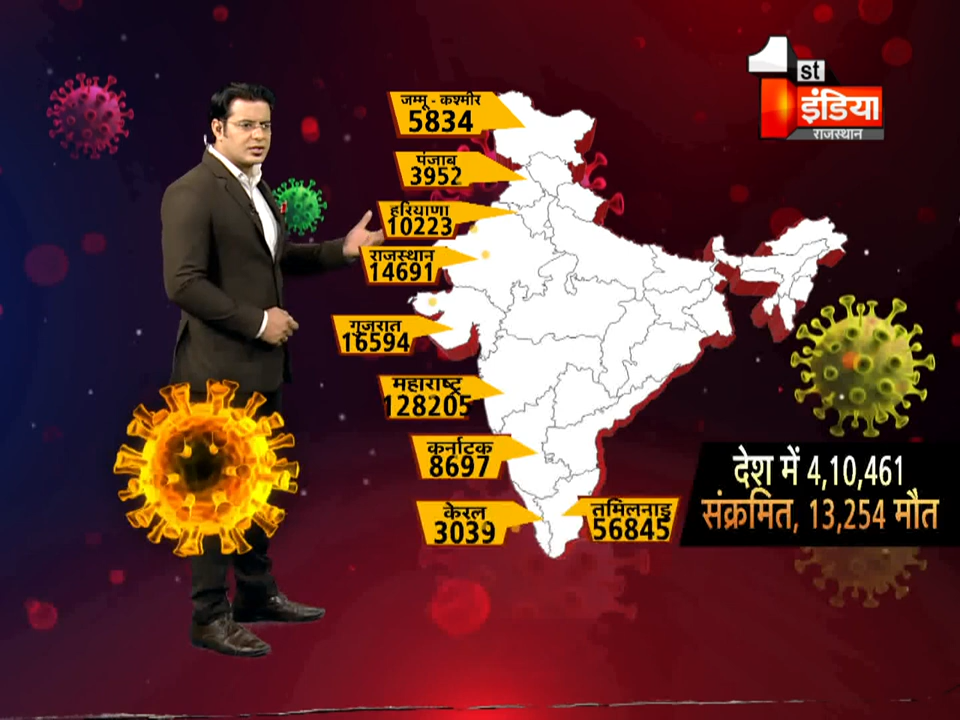 1st
इंडिया
राजस्थान
जम्मू - कश्मीर
5834
पंजाब
3952
हरियाणा
10223
राजस्थान
14691
गुजरात
16594
महाराष्ट्र
128205
कर्नाटक
8697
केरल
3039
तमिलनाडु
56845
देश में 4,10,461
संक्रमित, 13,254 मौत